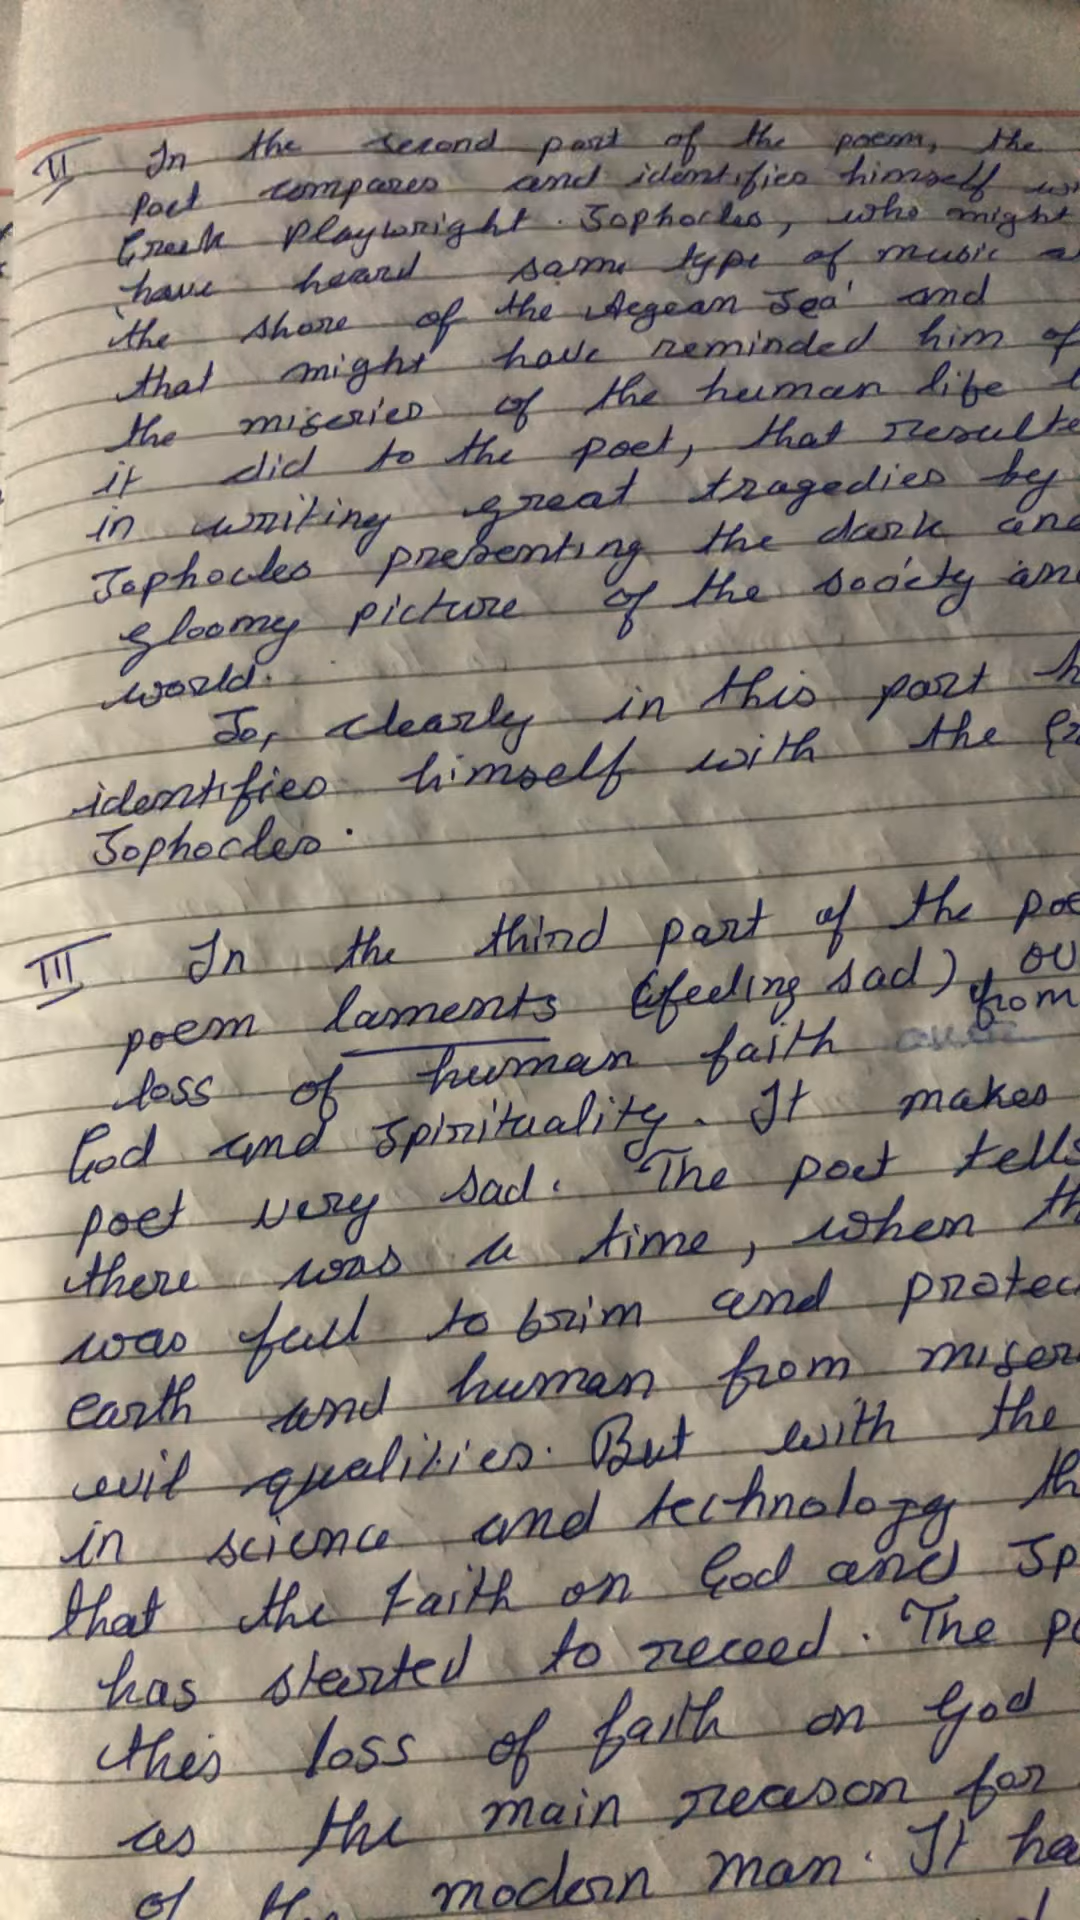 II In the second part of the poem, the
Poet compares and identifies himself
Greek Playwright. Sophocles, who might
have heard same type of music
the shore of the Aegean Sea' and
that might have reminded him of
the miseries of the human life
it did to the poet, that resulte
in writing great tragedies by
Sophocles presenting the dark and
gloomy picture of the society an
world.
So, clearly in this part h
identifies himself with the
Sophocles.
III In the third part of the poe
poem laments (feeling sad), ov
loss of human faith from
God and Spirituality. It makes
poet very sad. The poet tells
there was a time, when th
was full to brim and protec
earth and human from miser
evil qualities. But with the
in science and technology th
that the Faith on God and Sp
has started to receed. The po
this loss of faith on God
as the main reason for
of the modern man. It ha